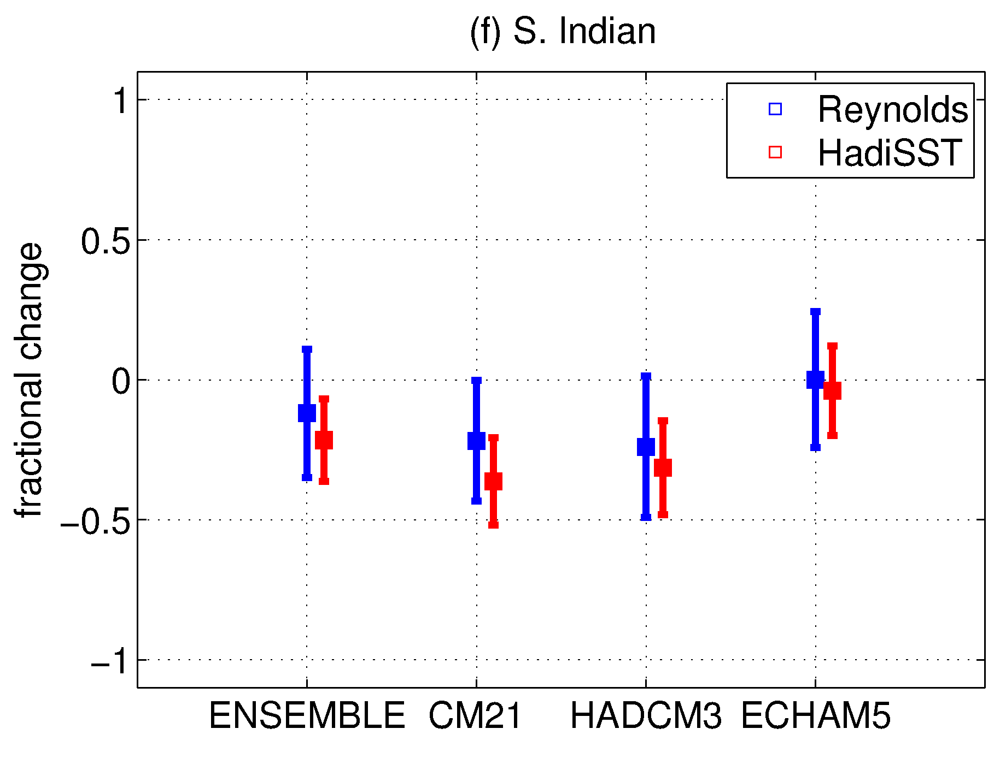 (f) S. Indian
Reynolds
HadiSST
fractional change
1
0.5
0
−0.5
−1
ENSEMBLE CM21 HADCM3 ECHAM5